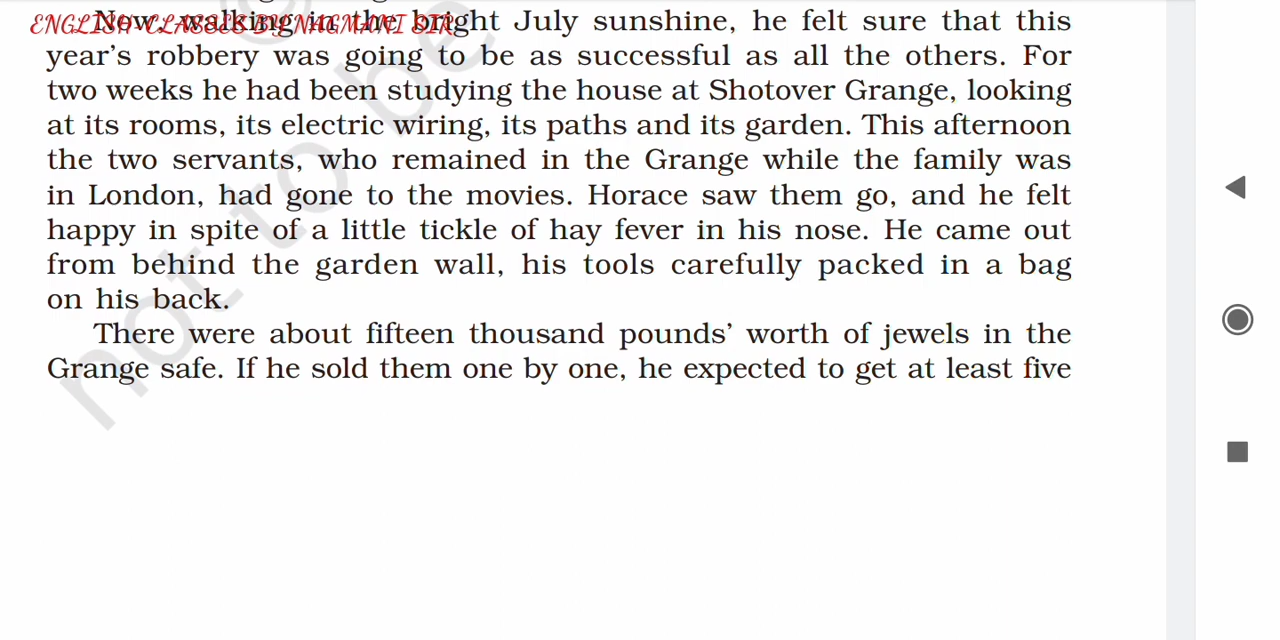 Now, walking in the bright July sunshine, he felt sure that this
ENGLISH CLASSES BY NAGMANI SIR
year's robbery was going to be as successful as all the others. For
two weeks he had been studying the house at Shotover Grange, looking
at its rooms, its electric wiring, its paths and its garden. This afternoon
the two servants, who remained in the Grange while the family was
in London, had gone to the movies. Horace saw them go, and he felt
happy in spite of a little tickle of hay fever in his nose. He came out
from behind the garden wall, his tools carefully packed in a bag
on his back.
There were about fifteen thousand pounds' worth of jewels in the
Grange safe. If he sold them one by one, he expected to get at least five
not to be
©